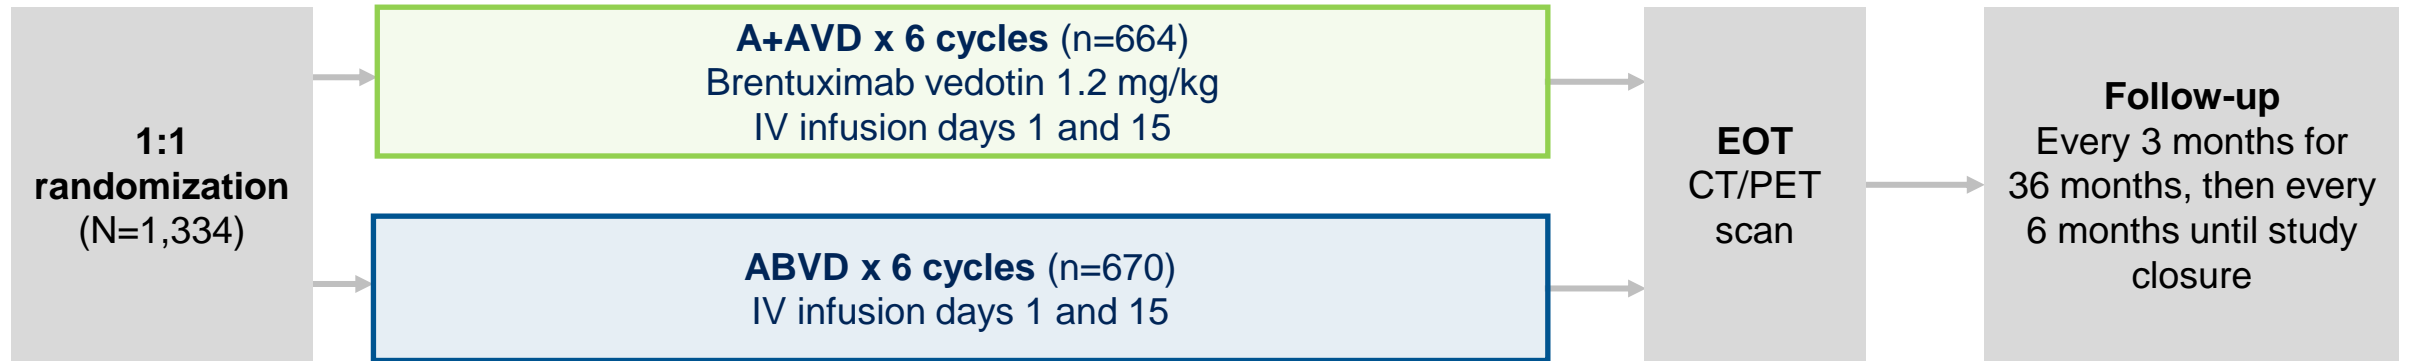 1:1
randomization
(N=1,334)
A+AVD x 6 cycles (n=664)
Brentuximab vedotin 1.2 mg/kg
IV infusion days 1 and 15
ABVD x 6 cycles (n=670)
IV infusion days 1 and 15
EOT
CT/PET
scan
Follow-up
Every 3 months for
36 months, then every
6 months until study
closure